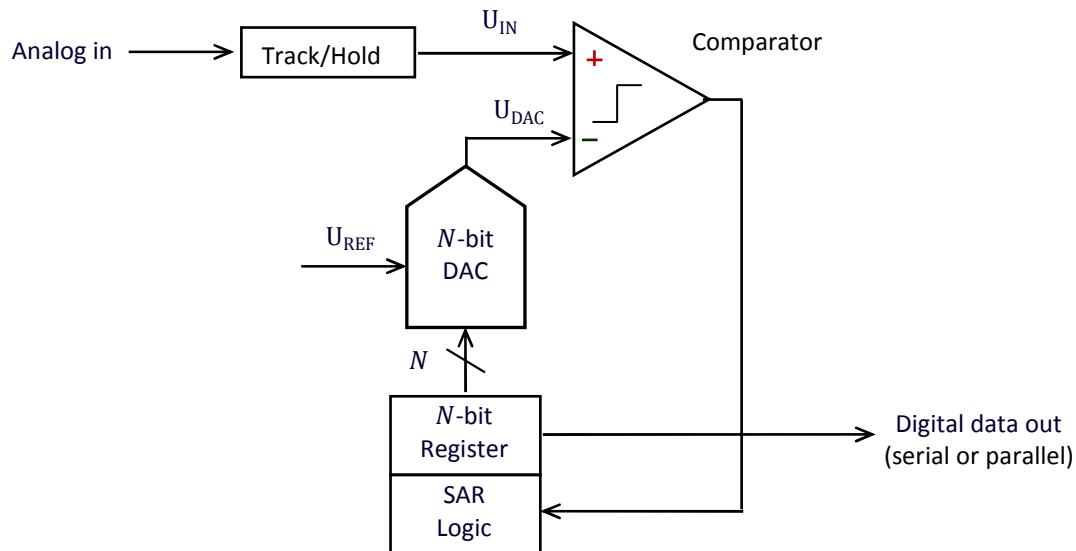 U_IN
Analog in
Track/Hold
Comparator
+
U_DAC
−
U_REF
N-bit
DAC
N
N-bit
Register
Digital data out
(serial or parallel)
SAR
Logic